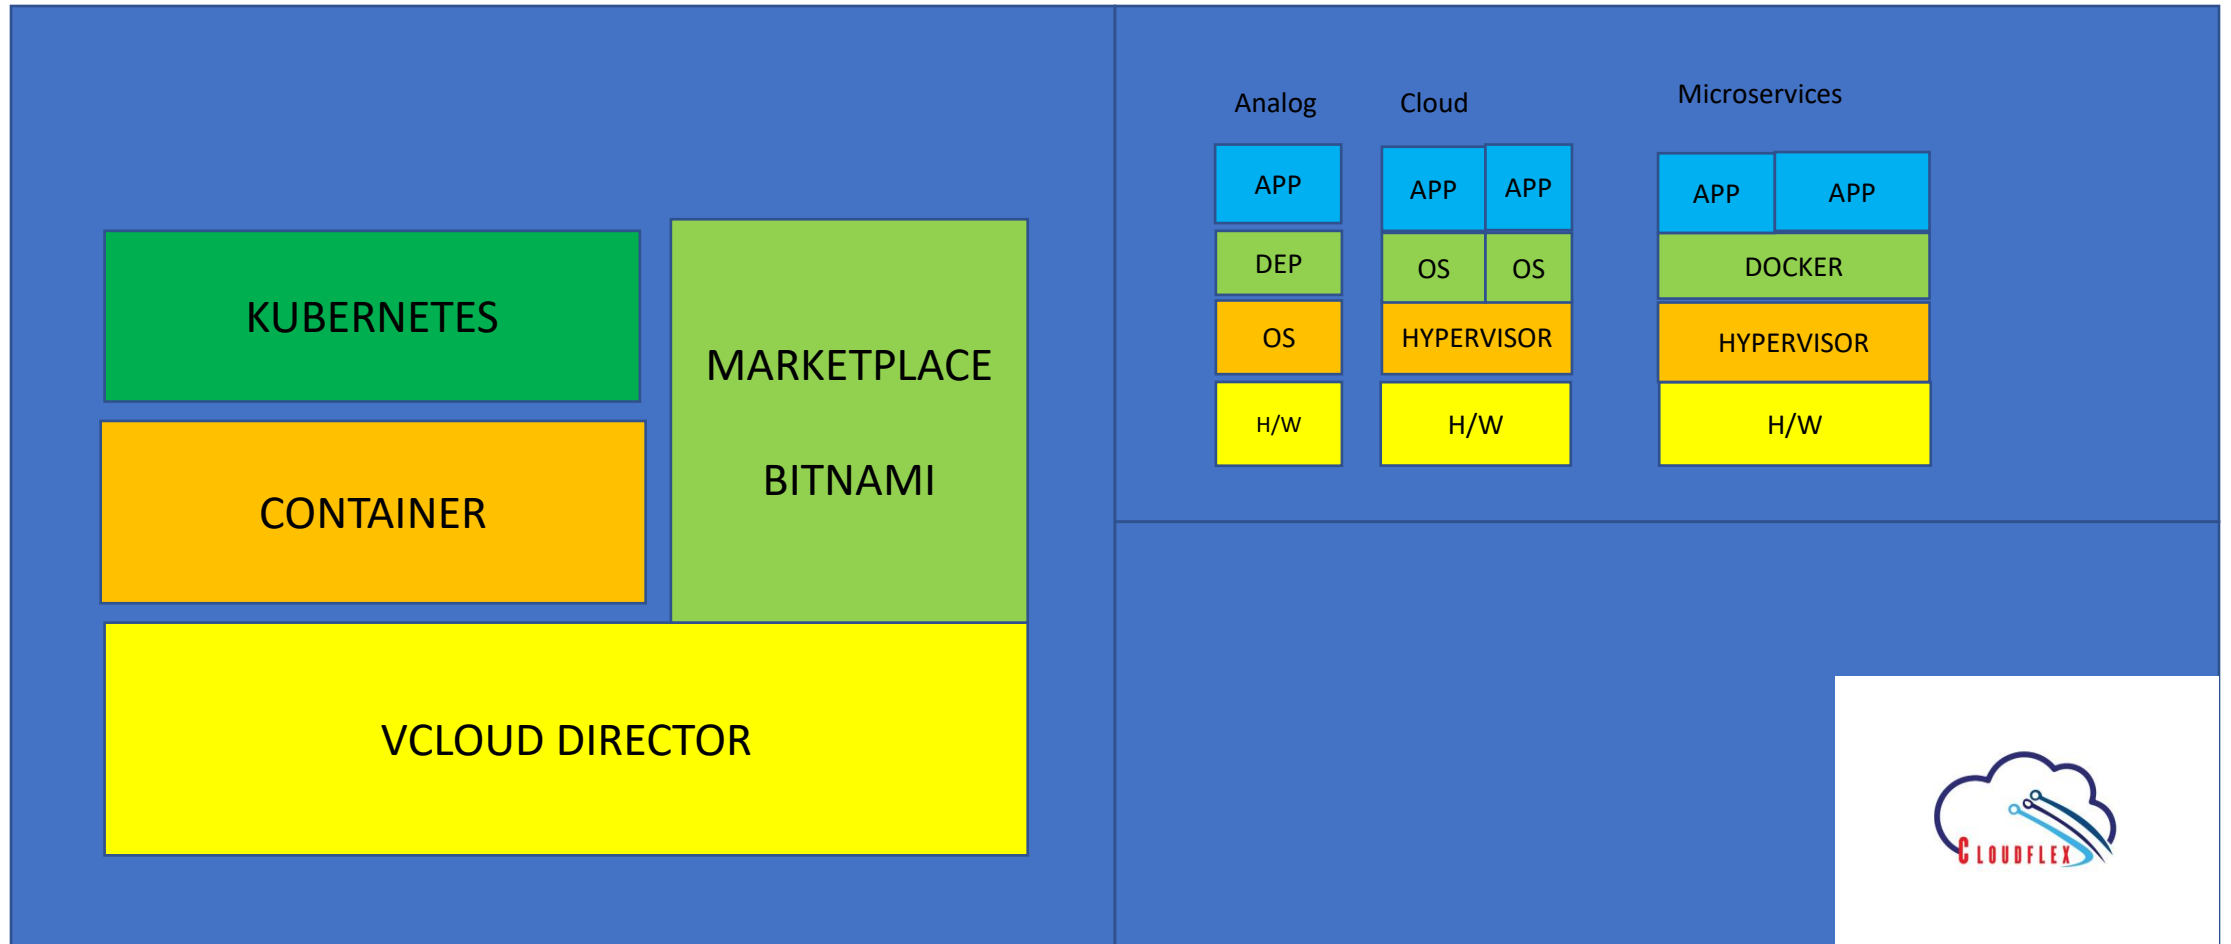 KUBERNETES
CONTAINER
MARKETPLACE
BITNAMI
VCLOUD DIRECTOR
Analog
Cloud
Microservices
APP
APP
APP
APP
APP
DEP
OS
OS
DOCKER
OS
HYPERVISOR
HYPERVISOR
H/W
H/W
H/W
CLOUDFLEX